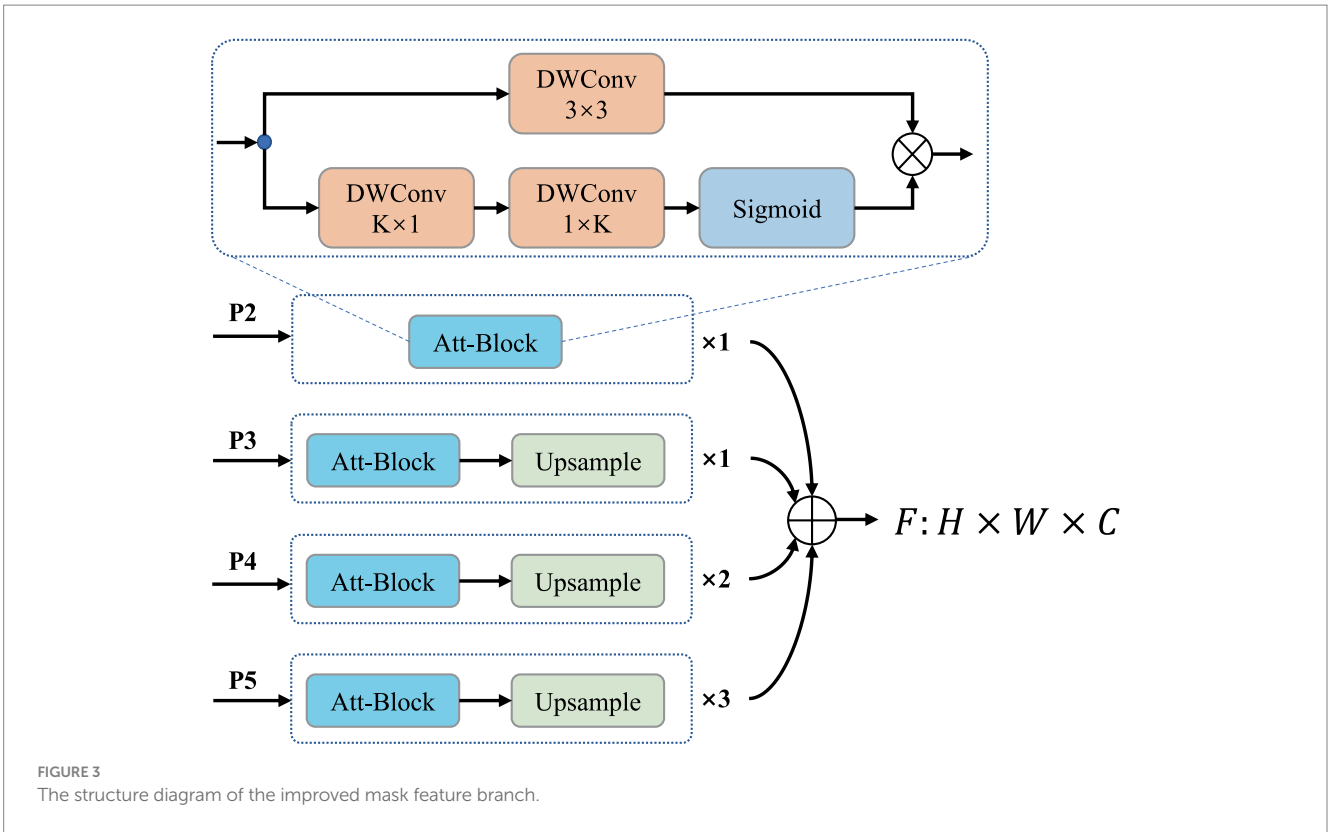 DWConv
3×3
DWConv
K×1
DWConv
1×K
Sigmoid
P2
Att-Block
×1
P3
Att-Block
Upsample
×1
F: H × W × C
P4
Att-Block
Upsample
×2
P5
Att-Block
Upsample
×3
FIGURE 3
The structure diagram of the improved mask feature branch.